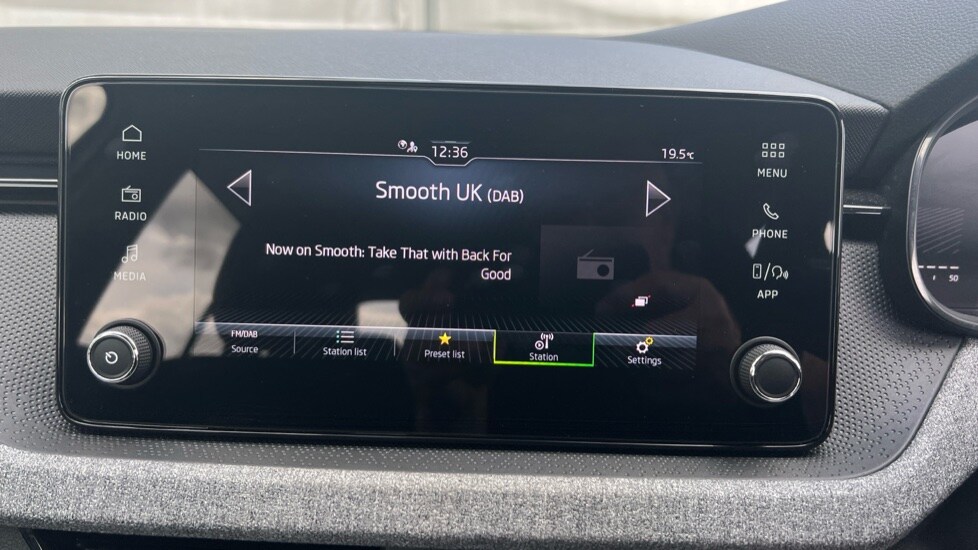 12:36
19.5°C
HOME
MENU
Smooth UK (DAB)
RADIO
PHONE
Now on Smooth: Take That with Back For
Good
MEDIA
APP
FM/DAB
Source
Station list
Preset list
Station
Settings
50